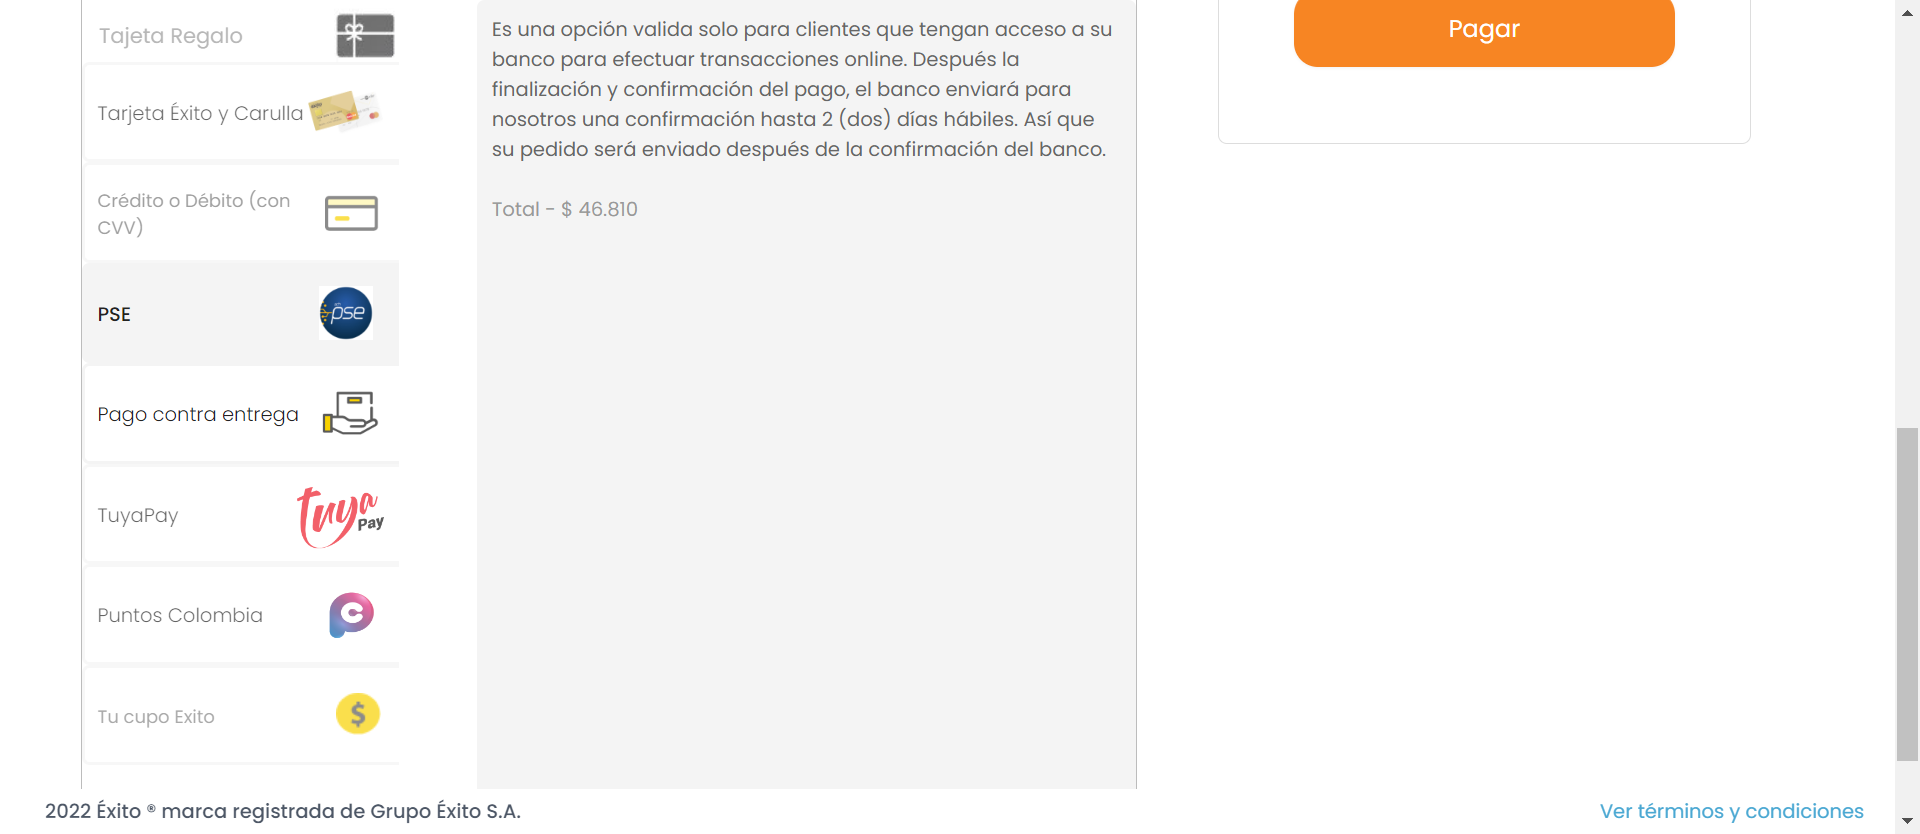 Tajeta Regalo
Tarjeta Éxito y Carulla
Crédito o Débito (con
CVV)
PSE
pse
Pago contra entrega
TuyaPay
tuya
Pay
Puntos Colombia
Tu cupo Exito
$
Es una opción valida solo para clientes que tengan acceso a su
banco para efectuar transacciones online. Después la
finalización y confirmación del pago, el banco enviará para
nosotros una confirmación hasta 2 (dos) días hábiles. Así que
su pedido será enviado después de la confirmación del banco.
Total - $ 46.810
Pagar
2022 Éxito ® marca registrada de Grupo Éxito S.A.
Ver términos y condiciones